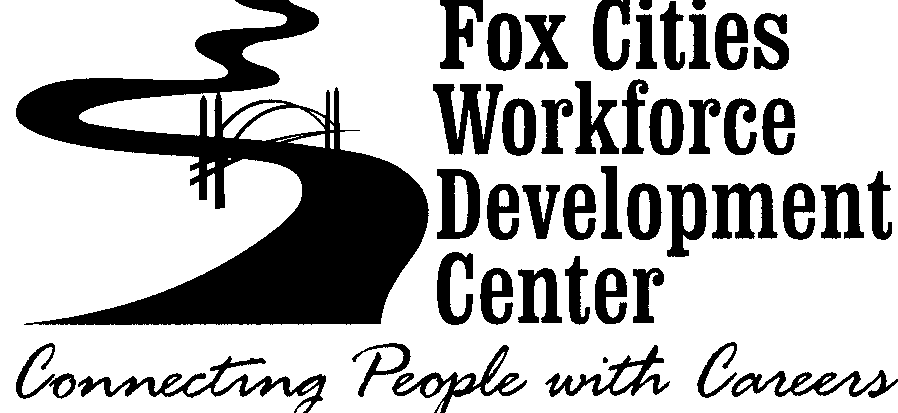 Fox Cities
Workforce
Development
Center
Connecting People with Careers